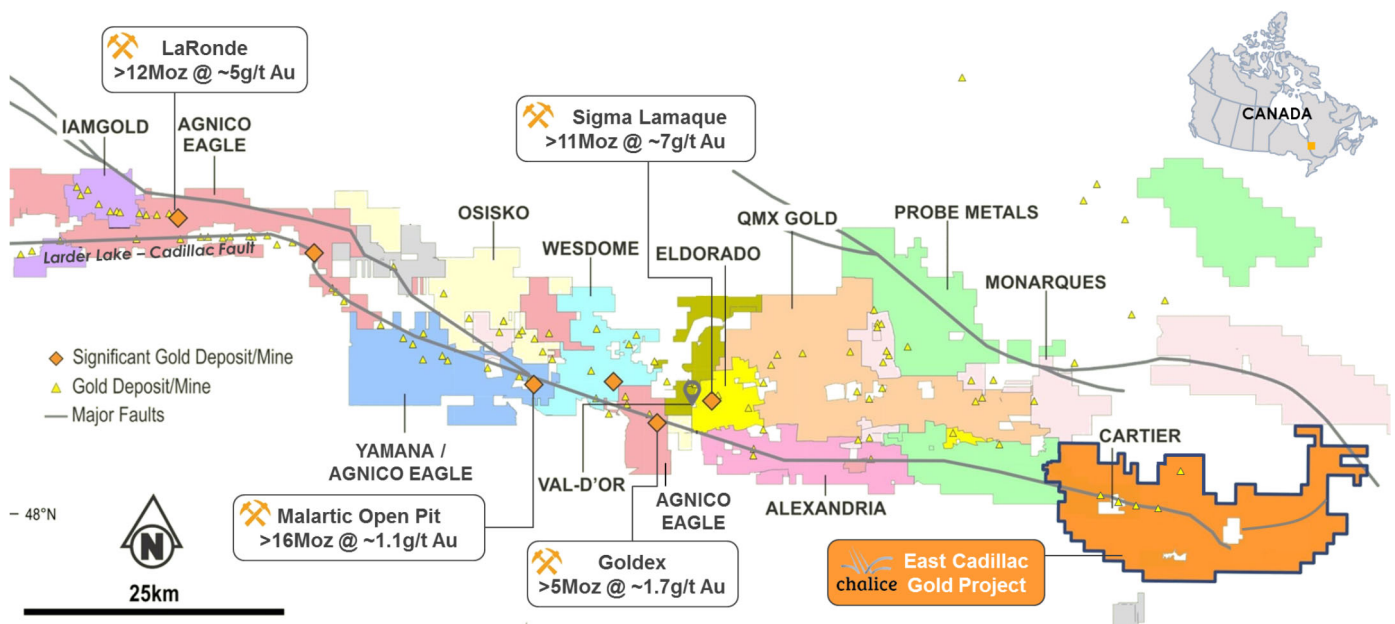 LaRonde
>12Moz @ ~5g/t Au
CANADA
Sigma Lamaque
>11Moz @ ~7g/t Au
IAMGOLD
AGNICO
EAGLE
OSISKO
QMX GOLD
PROBE METALS
WESDOME
ELDORADO
MONARQUES
Larder Lake – Cadillac Fault
Significant Gold Deposit/Mine
Gold Deposit/Mine
Major Faults
YAMANA /
AGNICO EAGLE
VAL-D'OR
AGNICO
EAGLE
ALEXANDRIA
CARTIER
48°N
N
25km
Malartic Open Pit
>16Moz @ ~1.1g/t Au
Goldex
>5Moz @ ~1.7g/t Au
chalice
East Cadillac
Gold Project